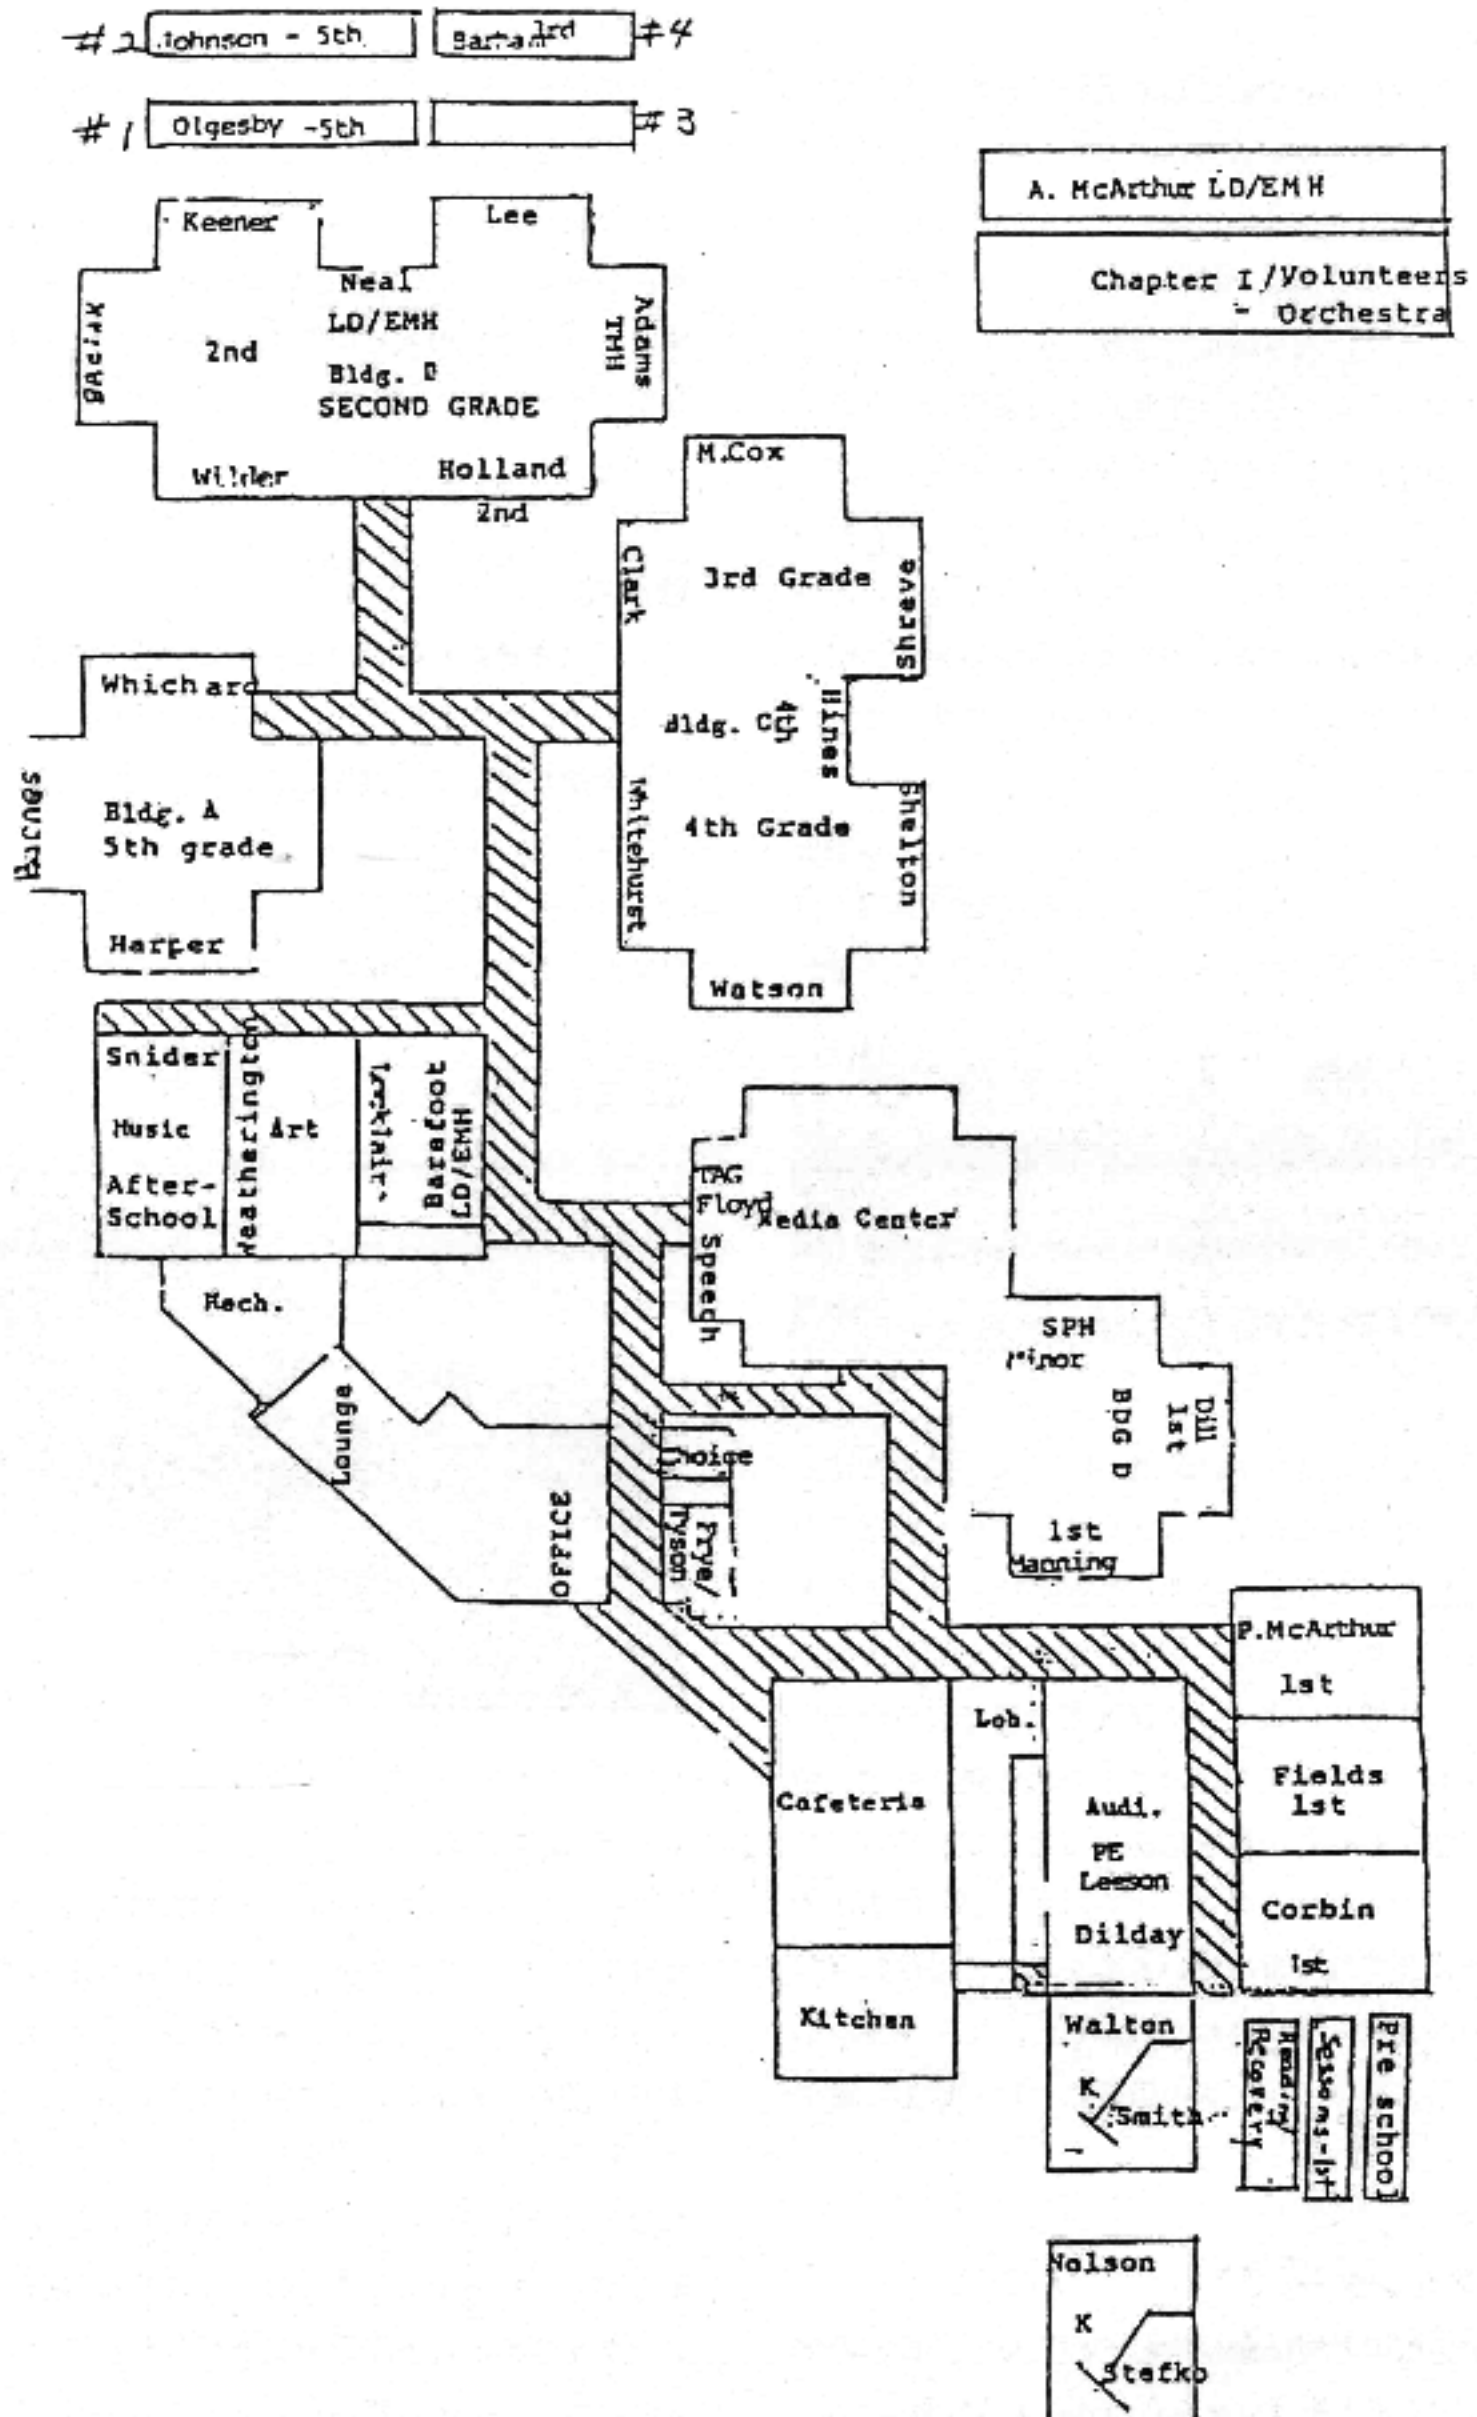 #2 Johnson - 5th
3rd #4
#1 Olgesby -5th
#3
A. McArthur LD/EMH
Chapter I/Volunteers
- Orchestra
Keener
Lee
Neal
LD/EMH
Adams
TMH
2nd
Bldg. B
SECOND GRADE
Wilder
Holland
2nd
M.Cox
Clark
3rd Grade
Shreve
Whichard
Bldg. C
4th
Hines
Bldg. A
5th grade
Whitehurst
4th Grade
Harper
Watson
Snider
Music
After-
School
Weatherington
Art
Barefoot
LD/EMH
TAG
Floyd
Media Center
Speech
Mech.
Lounge
OFFICE
SPH
Minor
BDG D
Dill
1st
1st
Manning
Frye/
Tyson
P.McArthur
1st
Lob.
Fields
1st
Cafeteria
Audi.
PE
Leeson
Dilday
Corbin
1st
Kitchen
Walton
K
Smith
Reading
Recovery
Sessoms-1st
Pre school
Nelson
K
Stefko